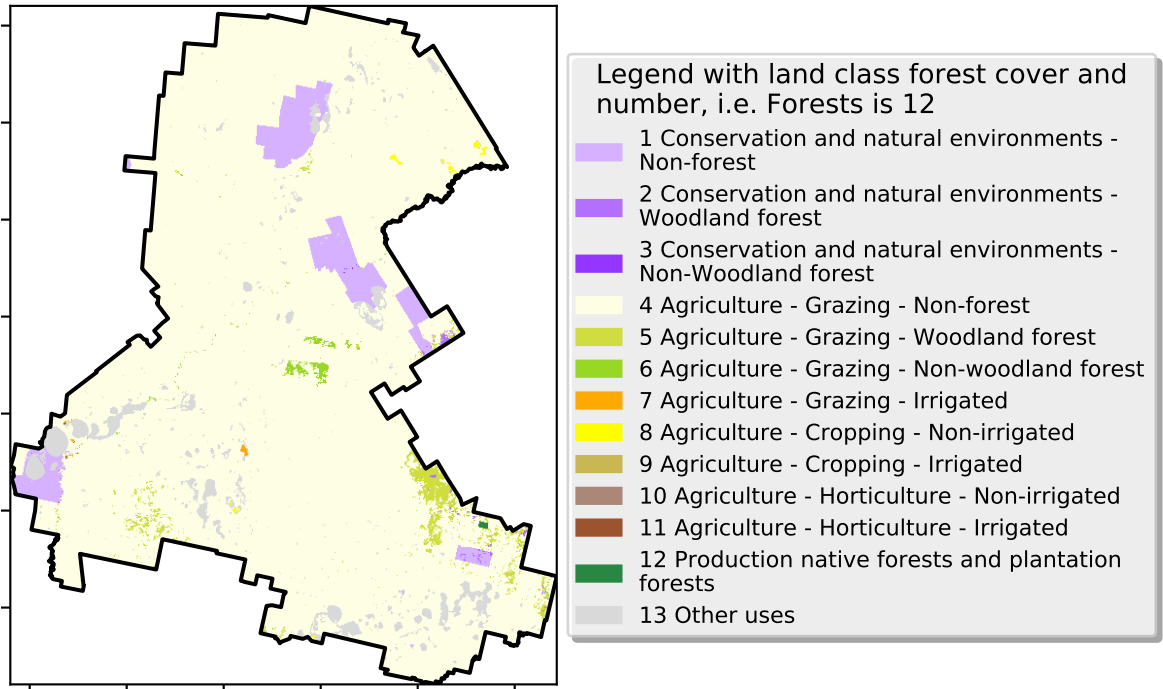 Legend with land class forest cover and
number, i.e. Forests is 12
1 Conservation and natural environments -
Non-forest
2 Conservation and natural environments -
Woodland forest
3 Conservation and natural environments -
Non-Woodland forest
4 Agriculture - Grazing - Non-forest
5 Agriculture - Grazing - Woodland forest
6 Agriculture - Grazing - Non-woodland forest
7 Agriculture - Grazing - Irrigated
8 Agriculture - Cropping - Non-irrigated
9 Agriculture - Cropping - Irrigated
10 Agriculture - Horticulture - Non-irrigated
11 Agriculture - Horticulture - Irrigated
12 Production native forests and plantation
forests
13 Other uses